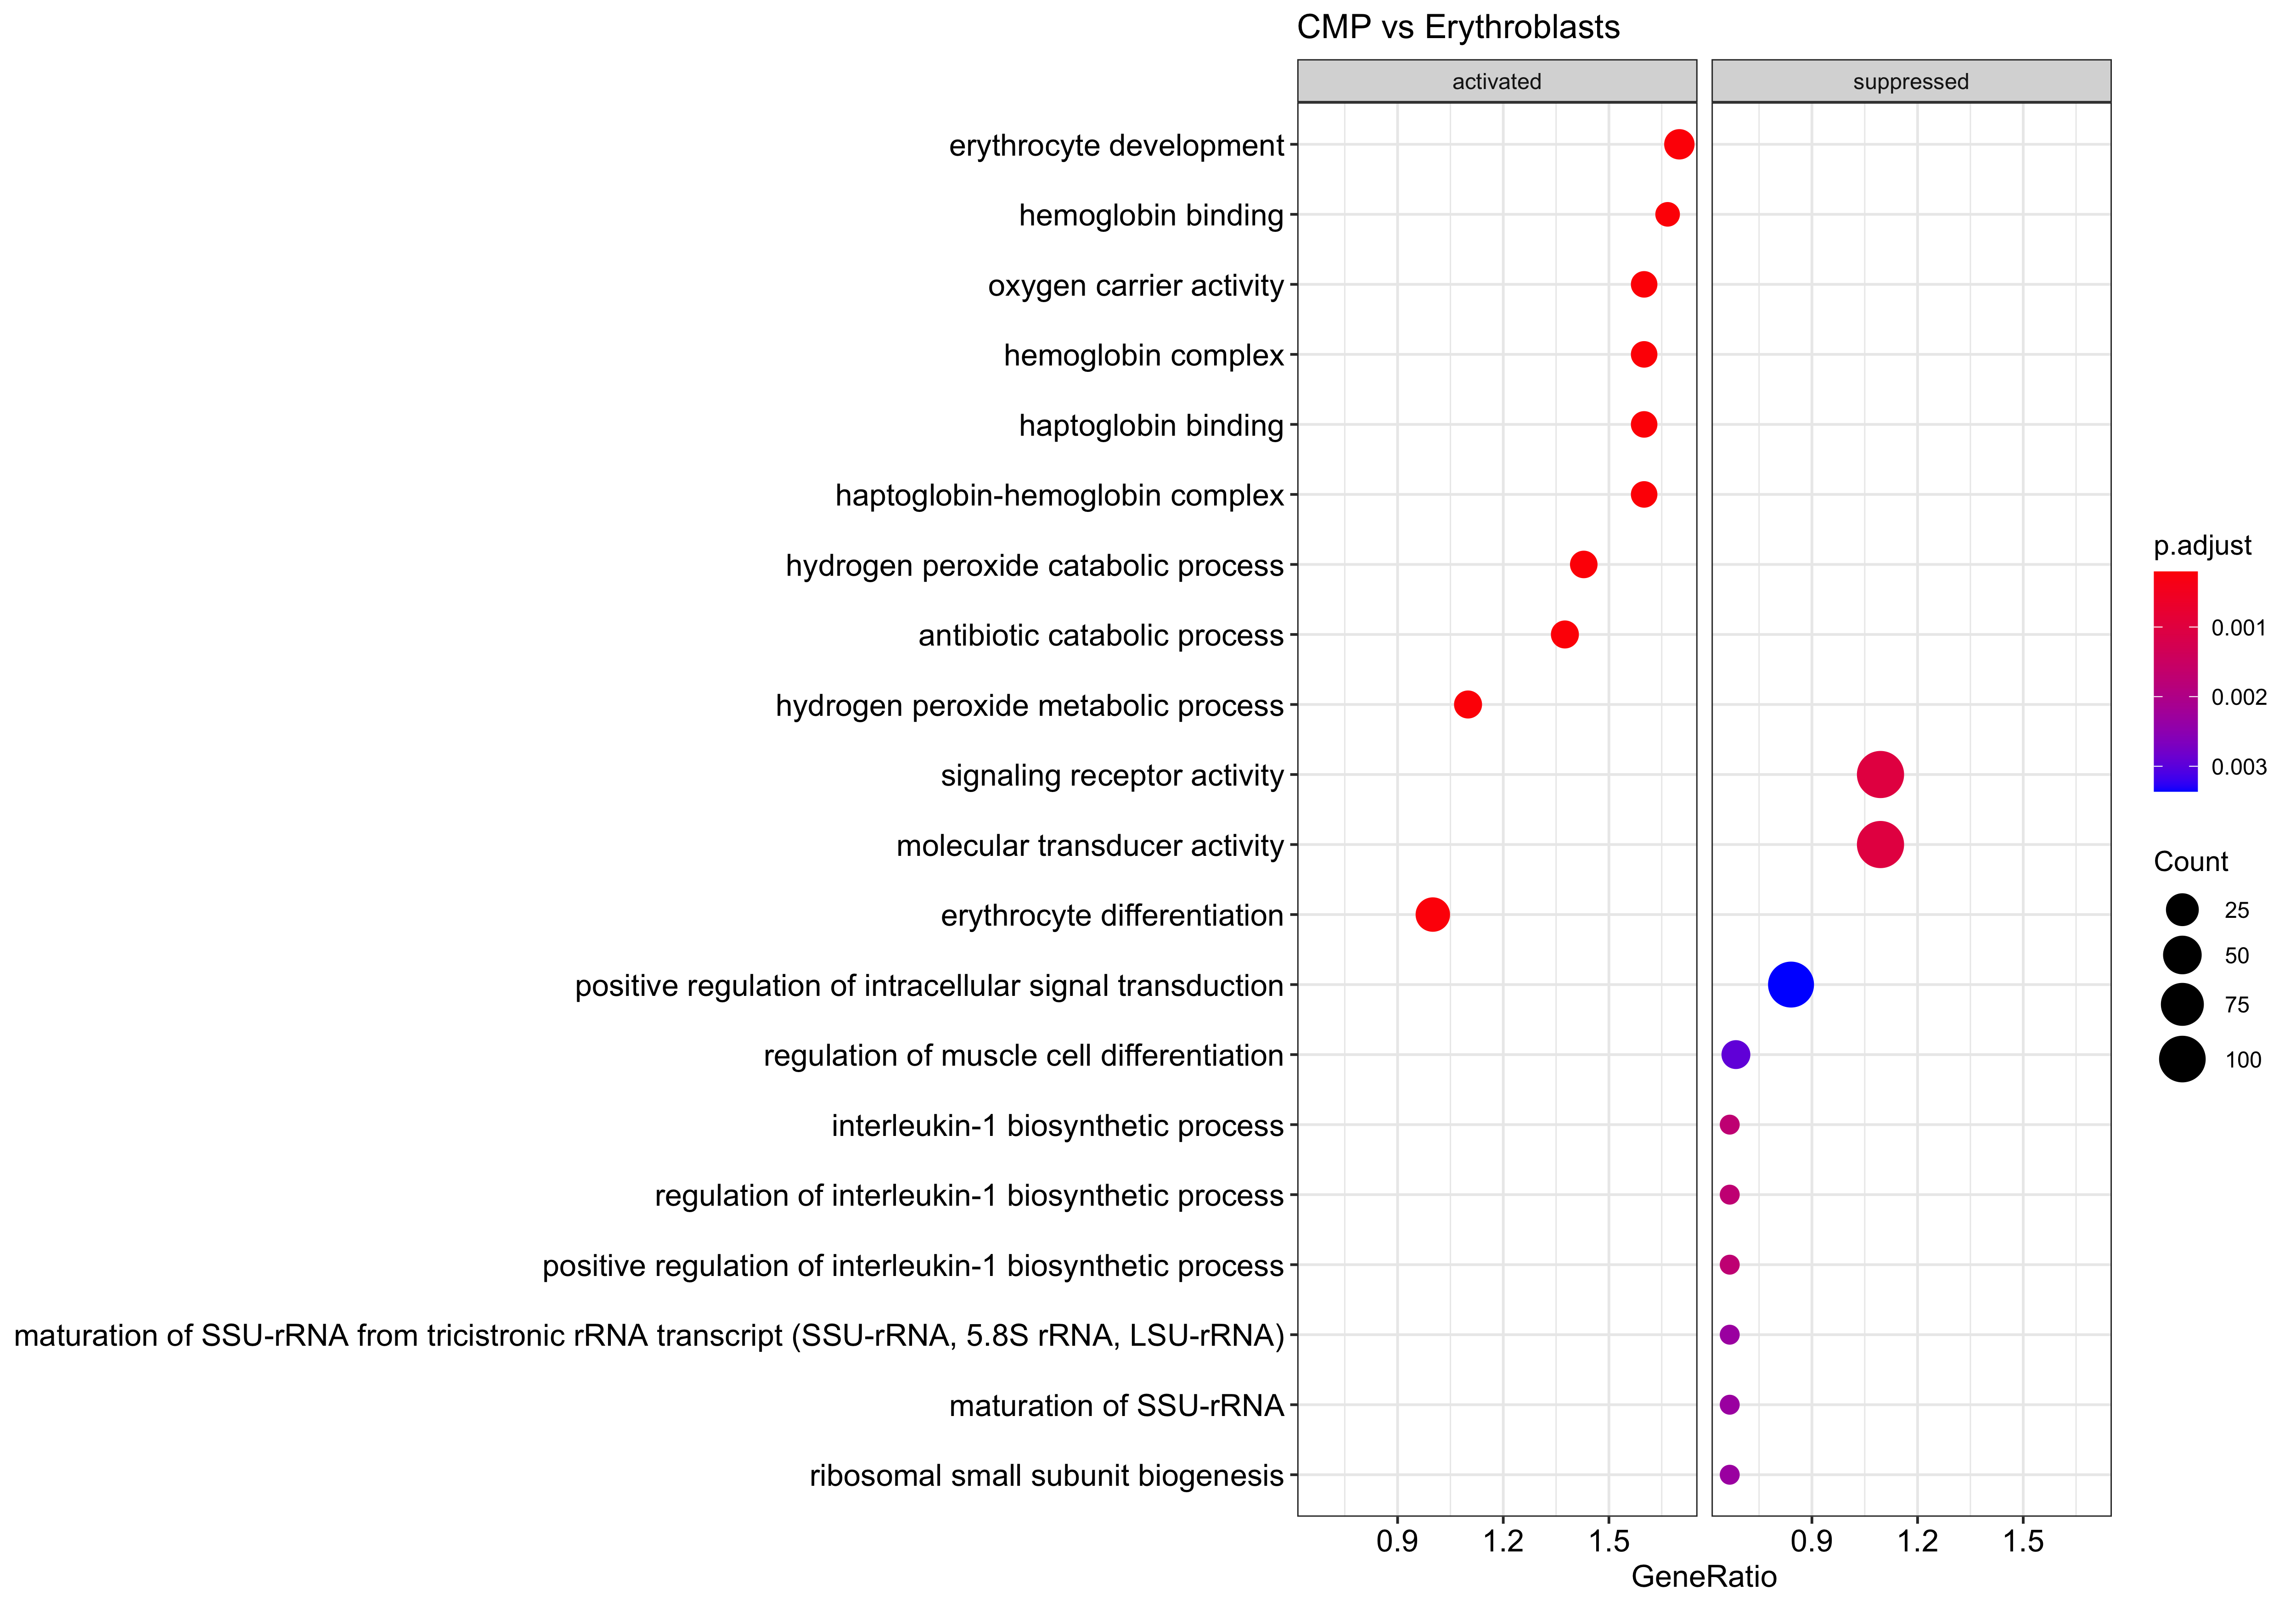 CMP vs Erythroblasts
activated
suppressed
erythrocyte development
hemoglobin binding
oxygen carrier activity
hemoglobin complex
haptoglobin binding
haptoglobin-hemoglobin complex
hydrogen peroxide catabolic process
antibiotic catabolic process
hydrogen peroxide metabolic process
signaling receptor activity
molecular transducer activity
erythrocyte differentiation
positive regulation of intracellular signal transduction
regulation of muscle cell differentiation
interleukin-1 biosynthetic process
regulation of interleukin-1 biosynthetic process
positive regulation of interleukin-1 biosynthetic process
maturation of SSU-rRNA from tricistronic rRNA transcript (SSU-rRNA, 5.8S rRNA, LSU-rRNA)
maturation of SSU-rRNA
ribosomal small subunit biogenesis
0.9 1.2 1.5
0.9 1.2 1.5
GeneRatio
p.adjust
0.001
0.002
0.003
Count
25
50
75
100